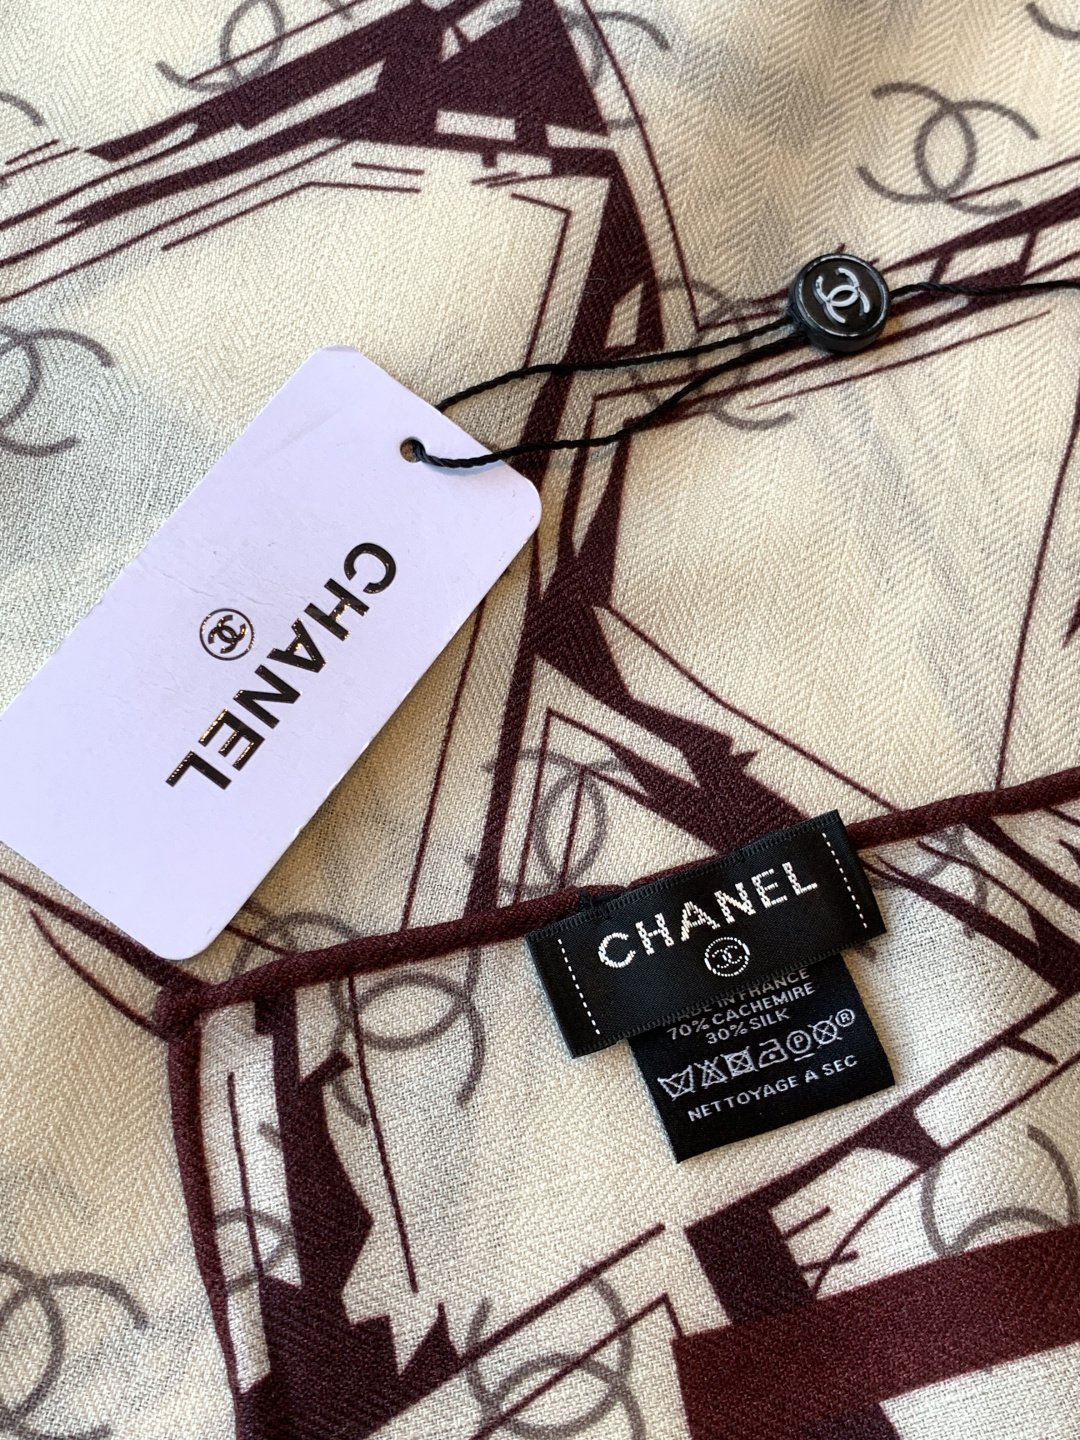 CHANEL
CHANEL
MADE IN FRANCE
70% CACHEMIRE
30% SILK
NETTOYAGE A SEC